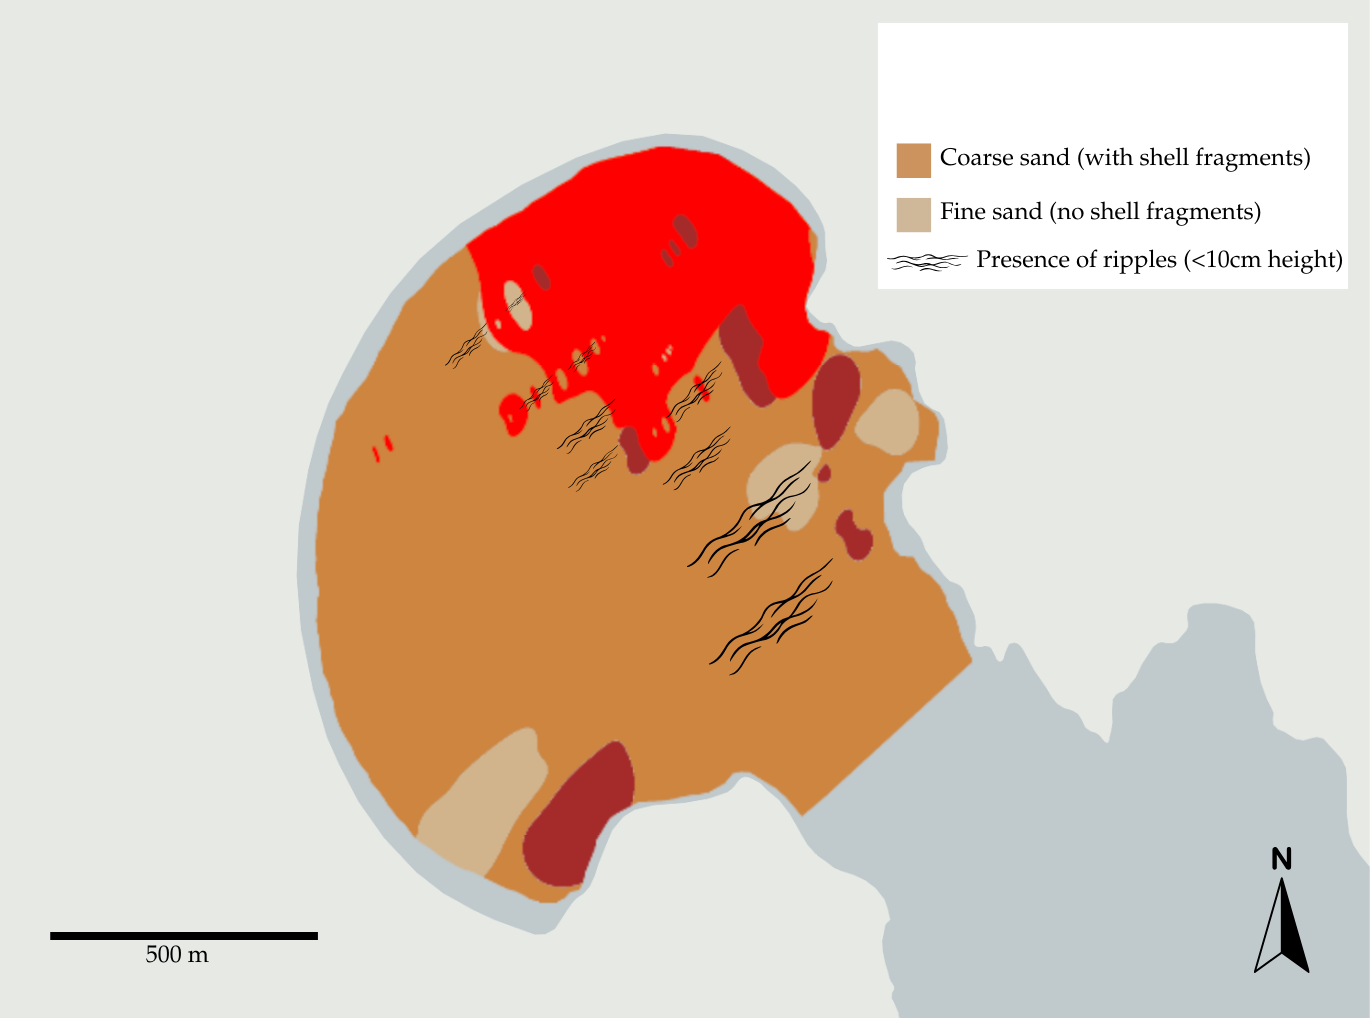 Coarse sand (with shell fragments)
Fine sand (no shell fragments)
Presence of ripples (<10cm height)
N
500 m